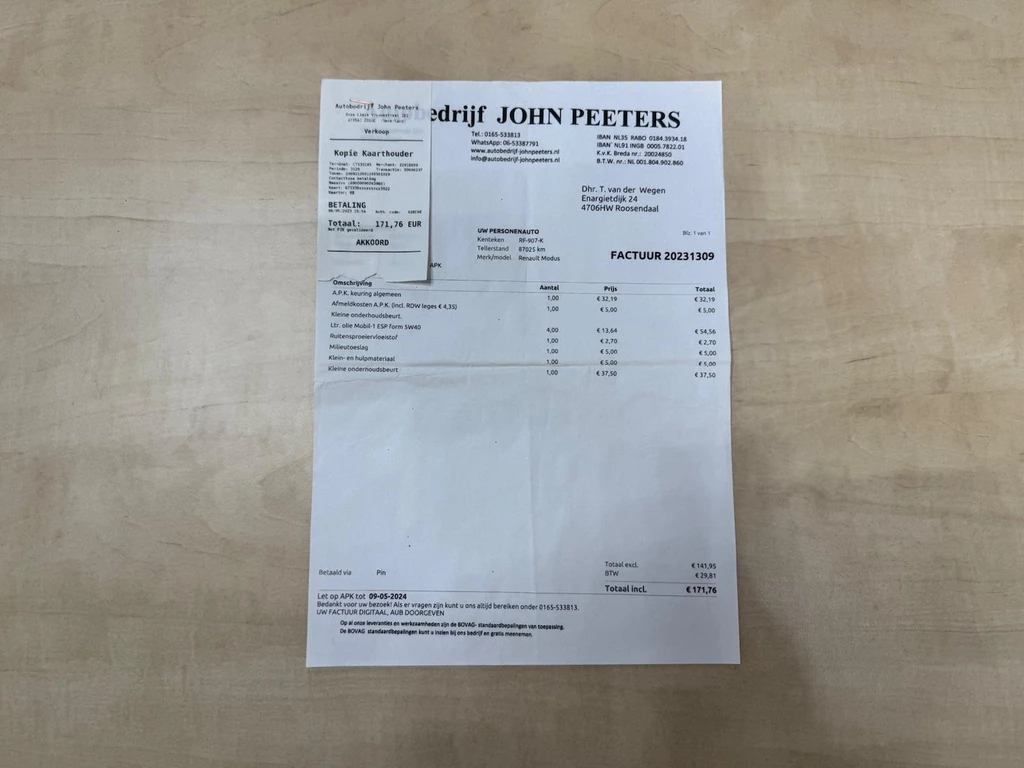 Autobedrijf John Peeters
Verkoop
Kopie Kaarthouder
Contactloze betaling
BETALING
Totaal: 171,76 EUR
AKKOORD
edrijf JOHN PEETERS
Tel.: 0165-533813
WhatsApp: 06-53387791
www.autobedrijf-johnpeeters.nl
info@autobedrijf-johnpeeters.nl
IBAN NL35 RABO 0184.3934.18
IBAN NL91 INGB 0005.7822.01
K.v.K. Breda nr.: 20024850
B.T.W. nr.: NL 001.804.902.860
Dhr. T. van der Wegen
Enargietdijk 24
4706HW Roosendaal
Blz. 1 van 1
UW PERSONENAUTO
Kenteken RF-907-K
Tellerstand 87025 km
Merk/model Renault Modus
FACTUUR 20231309
APK
Omschrijving Aantal Prijs Totaal
A.P.K. keuring algemeen 1,00 € 32,19 € 32,19
Afmeldkosten A.P.K. (incl. RDW leges € 4,35) 1,00 € 5,00 € 5,00
Kleine onderhoudsbeurt.
Ltr. olie Mobil-1 ESP form 5W40 4,00 € 13,64 € 54,56
Ruitensproeiervloeistof 1,00 € 2,70 € 2,70
Milieutoeslag 1,00 € 5,00 € 5,00
Klein- en hulpmateriaal 1,00 € 5,00 € 5,00
Kleine onderhoudsbeurt 1,00 € 37,50 € 37,50
Betaald via Pin
Totaal excl. € 141,95
BTW € 29,81
Totaal incl. € 171,76
Let op APK tot 09-05-2024
Bedankt voor uw bezoek! Als er vragen zijn kunt u ons altijd bereiken onder 0165-533813.
UW FACTUUR DIGITAAL, AUB DOORGEVEN
Op al onze leveranties en werkzaamheden zijn de BOVAG- standaardbepalingen van toepassing.
De BOVAG standaardbepalingen kunt u inzien bij ons bedrijf en gratis meenemen.